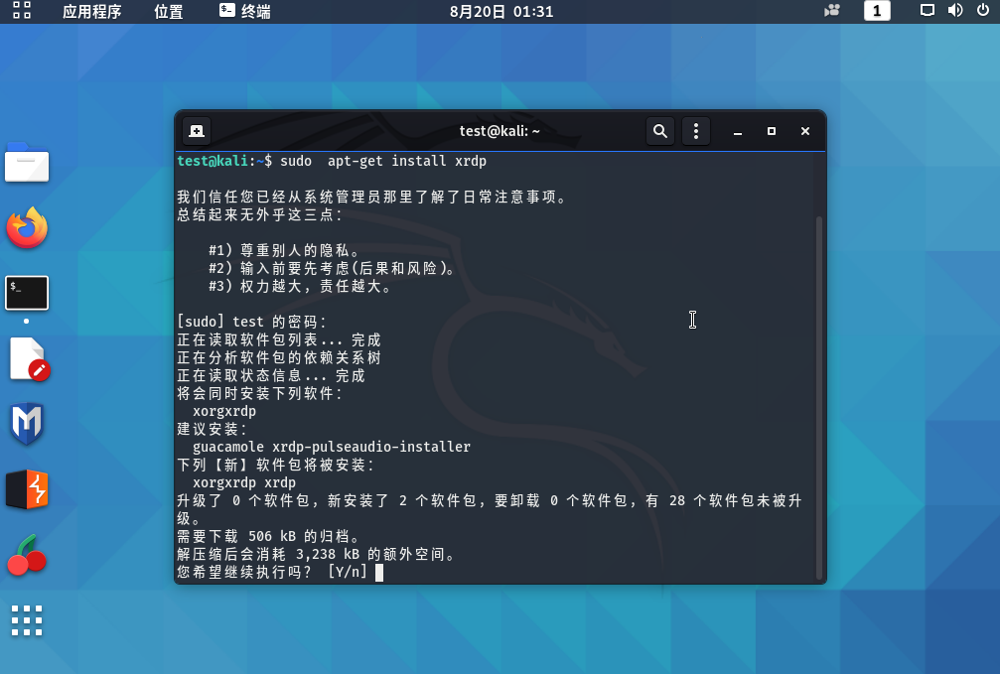 应用程序 位置 终端 8月20日 01:31 1
test@kali: ~
test@kali:~$ sudo  apt-get install xrdp
我们信任您已经从系统管理员那里了解了日常注意事项。
总结起来无外乎这三点：
#1) 尊重别人的隐私。
#2) 输入前要先考虑(后果和风险)。
#3) 权力越大，责任越大。
[sudo] test 的密码：
正在读取软件包列表... 完成
正在分析软件包的依赖关系树
正在读取状态信息... 完成
将会同时安装下列软件：
xorgxrdp
建议安装：
guacamole xrdp-pulseaudio-installer
下列【新】软件包将被安装：
xorgxrdp xrdp
升级了 0 个软件包，新安装了 2 个软件包，要卸载 0 个软件包，有 28 个软件包未被升
级。
需要下载 506 kB 的归档。
解压缩后会消耗 3,238 kB 的额外空间。
您希望继续执行吗？ [Y/n]